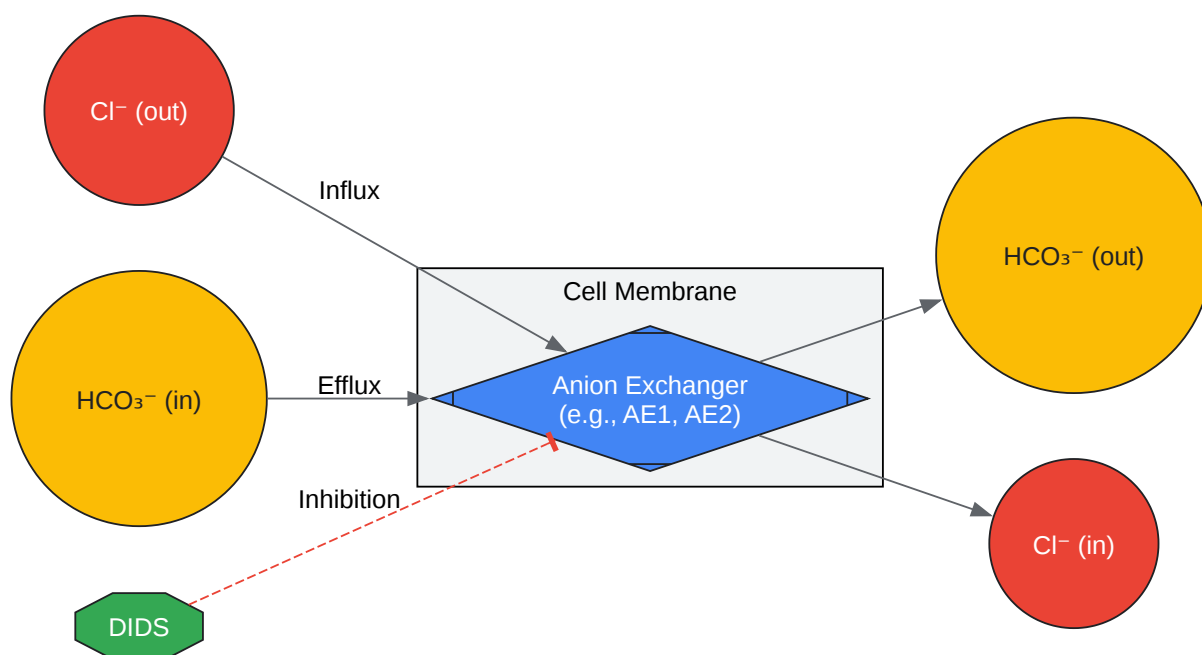 Cl⁻ (out)
Influx
HCO₃⁻ (out)
Cell Membrane
HCO₃⁻ (in)
Efflux
Anion Exchanger
(e.g., AE1, AE2)
Inhibition
Cl⁻ (in)
DIDS